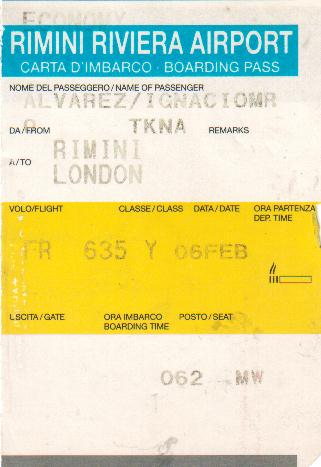 ECONOMY
RIMINI RIVIERA AIRPORT
CARTA D'IMBARCO · BOARDING PASS
NOME DEL PASSEGGERO / NAME OF PASSENGER
ALVAREZ/IGNACIOMR
DA/FROM TKNA REMARKS
RIMINI
A/TO
LONDON
VOLO/FLIGHT CLASSE/CLASS DATA/DATE ORA PARTENZA
DEP. TIME
FR 635 Y 06FEB
USCITA/GATE ORA IMBARCO POSTO/SEAT
BOARDING TIME
062 MW